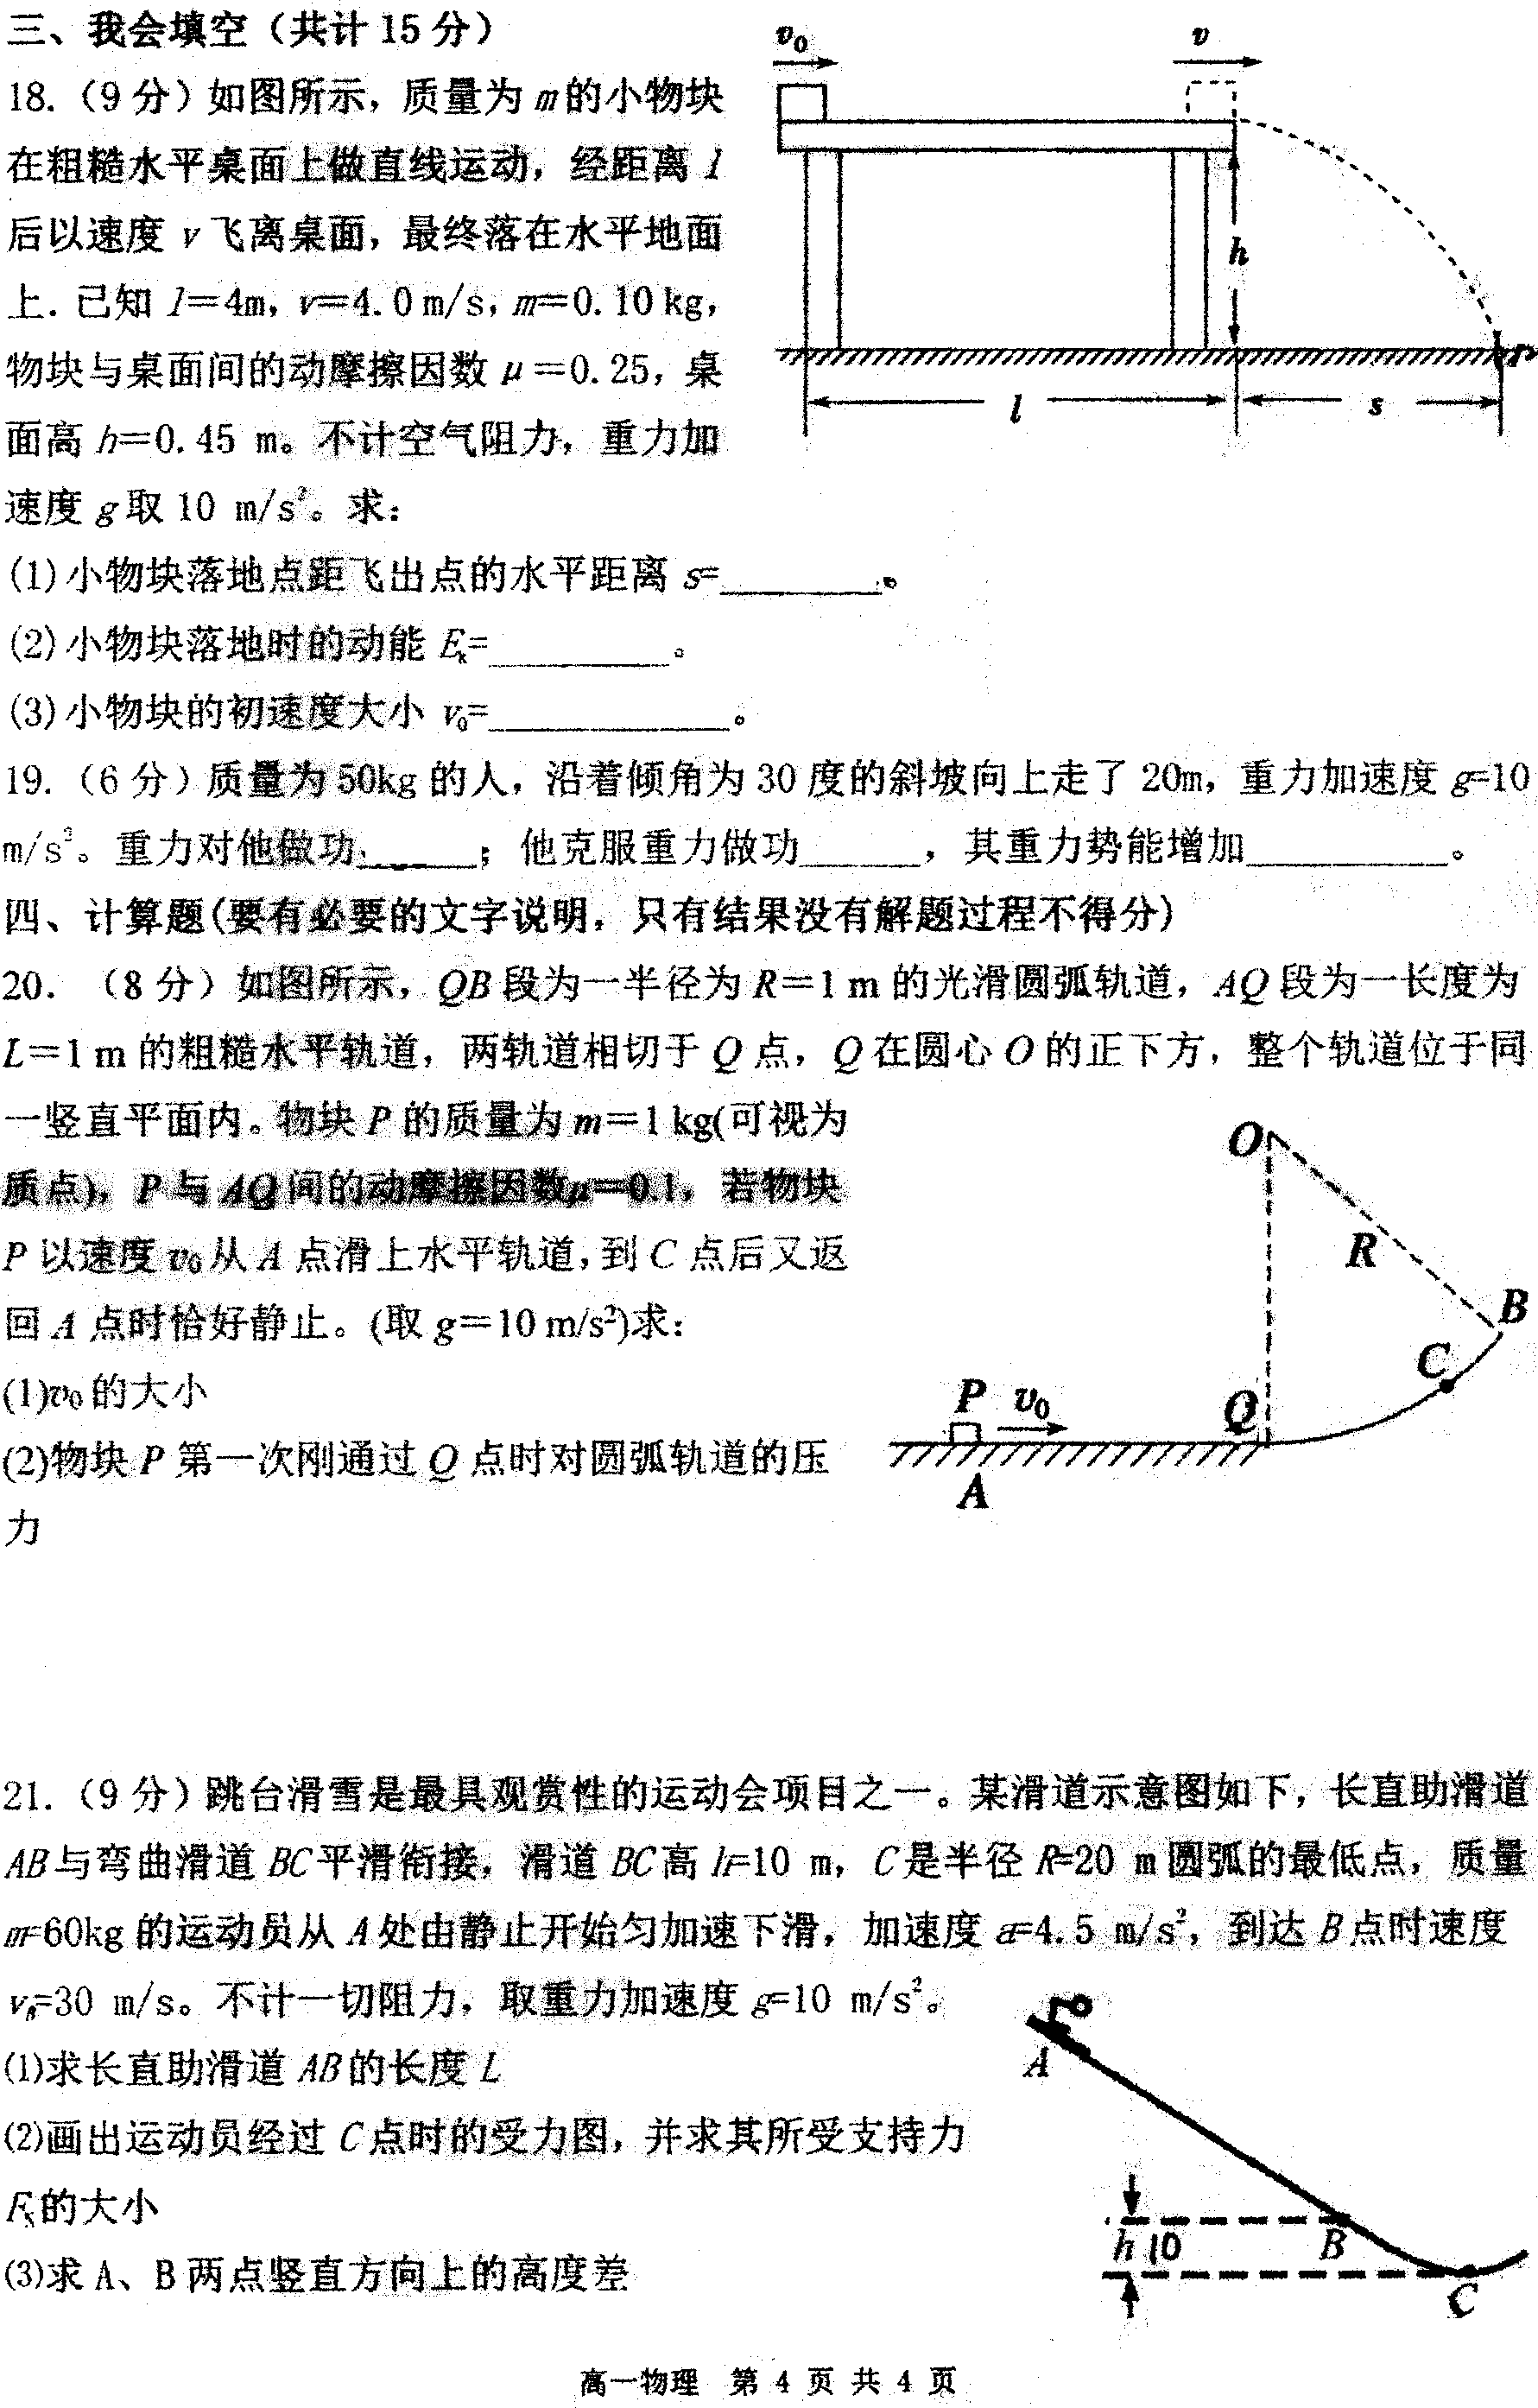 三、我会填空（共计 15 分）
18.（9 分）如图所示，质量为 m 的小物块
在粗糙水平桌面上做直线运动，经距离 l
后以速度 v 飞离桌面，最终落在水平地面
上. 已知 l＝4m，v＝4.0 m/s，m＝0.10 kg，
物块与桌面间的动摩擦因数 μ＝0.25，桌
面高 h＝0.45 m。不计空气阻力，重力加
速度 g 取 10 m/s²。求：
v₀
v
h
l
s
(1)小物块落地点距飞出点的水平距离 s=________。
(2)小物块落地时的动能 Eₖ=_________。
(3)小物块的初速度大小 v₀=____________。
19.（6 分）质量为 50kg 的人，沿着倾角为 30 度的斜坡向上走了 20m，重力加速度 g=10
m/s²。重力对他做功______；他克服重力做功______，其重力势能增加__________。
四、计算题(要有必要的文字说明，只有结果没有解题过程不得分)
20. （8 分）如图所示，QB 段为一半径为 R＝1 m 的光滑圆弧轨道，AQ 段为一长度为
L＝1 m 的粗糙水平轨道，两轨道相切于 Q 点，Q 在圆心 O 的正下方，整个轨道位于同
一竖直平面内。物块 P 的质量为 m＝1 kg(可视为
质点)，P 与 AQ 间的动摩擦因数μ＝0.1，若物块
P 以速度 v₀ 从 A 点滑上水平轨道，到 C 点后又返
回 A 点时恰好静止。(取 g＝10 m/s²)求：
(1)v₀ 的大小
(2)物块 P 第一次刚通过 Q 点时对圆弧轨道的压
力
O
R
B
C
P v₀
Q
A
21.（9 分）跳台滑雪是最具观赏性的运动会项目之一。某滑道示意图如下，长直助滑道
AB 与弯曲滑道 BC 平滑衔接，滑道 BC 高 h=10 m，C 是半径 R=20 m 圆弧的最低点，质量
m=60kg 的运动员从 A 处由静止开始匀加速下滑，加速度 a=4.5 m/s²，到达 B 点时速度
v_B=30 m/s。不计一切阻力，取重力加速度 g=10 m/s²。
(1)求长直助滑道 AB 的长度 L
(2)画出运动员经过 C 点时的受力图，并求其所受支持力
F_N的大小
(3)求 A、B 两点竖直方向上的高度差
A
h 10
B
C
高一物理 第 4 页 共 4 页